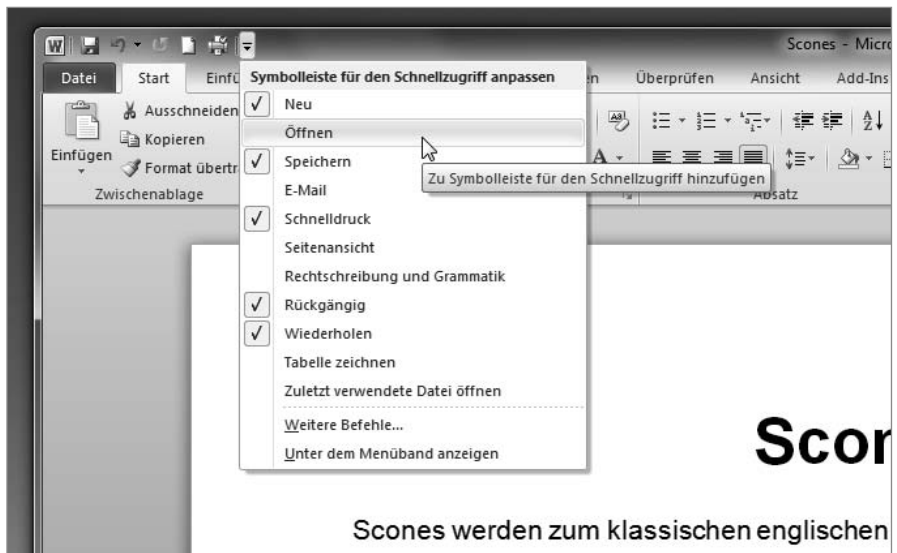 W
Scones - Micro
Datei Start Einfü n Überprüfen Ansicht Add-Ins
Symbolleiste für den Schnellzugriff anpassen
Neu
Öffnen
Speichern
E-Mail
Schnelldruck
Seitenansicht
Rechtschreibung und Grammatik
Rückgängig
Wiederholen
Tabelle zeichnen
Zuletzt verwendete Datei öffnen
Weitere Befehle...
Unter dem Menüband anzeigen
Zu Symbolleiste für den Schnellzugriff hinzufügen
Einfügen
Ausschneiden
Kopieren
Format übertr
Zwischenablage
Absatz
Scon
Scones werden zum klassischen englischen